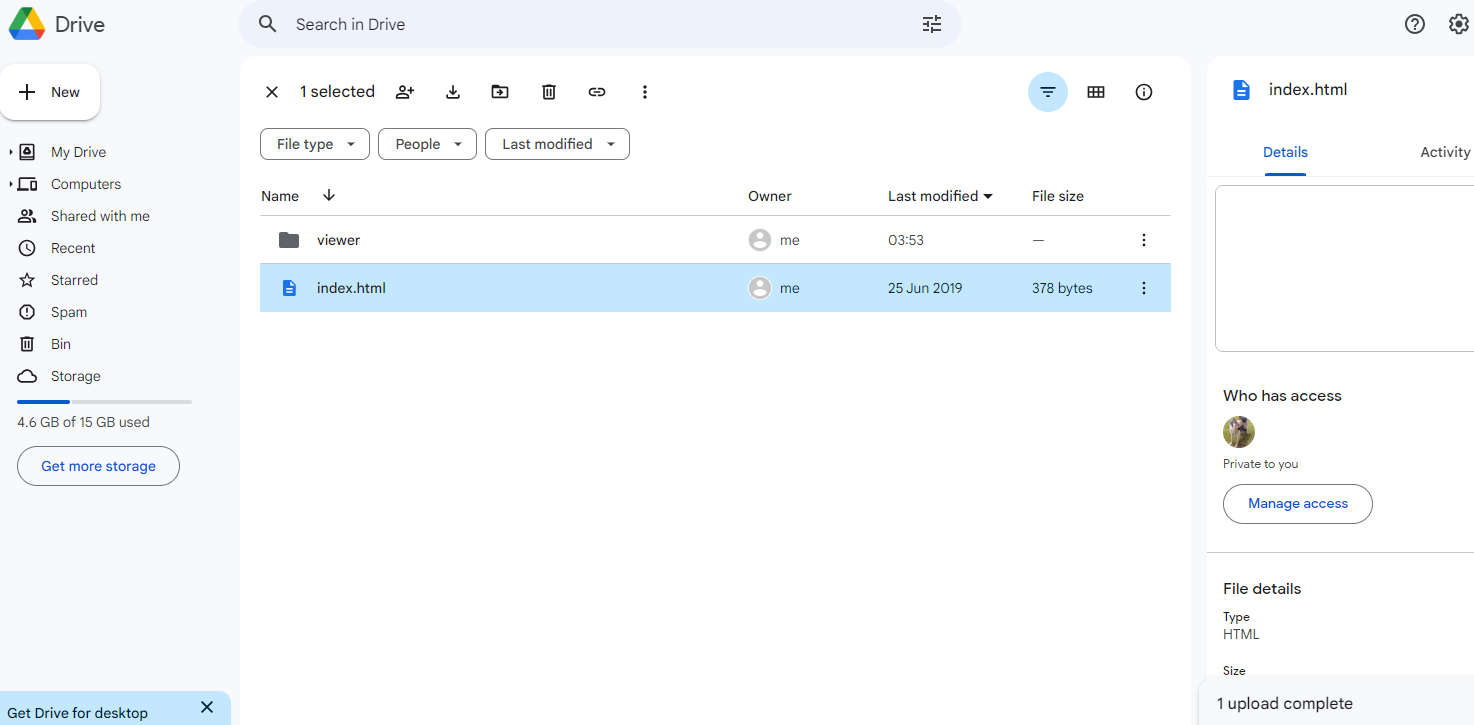 Drive
Search in Drive
New
1 selected
index.html
File type
People
Last modified
Details
Activity
My Drive
Computers
Shared with me
Recent
Starred
Spam
Bin
Storage
4.6 GB of 15 GB used
Get more storage
Name
Owner
Last modified
File size
viewer
me
03:53
—
index.html
me
25 Jun 2019
378 bytes
Who has access
Private to you
Manage access
File details
Type
HTML
Size
Get Drive for desktop
1 upload complete